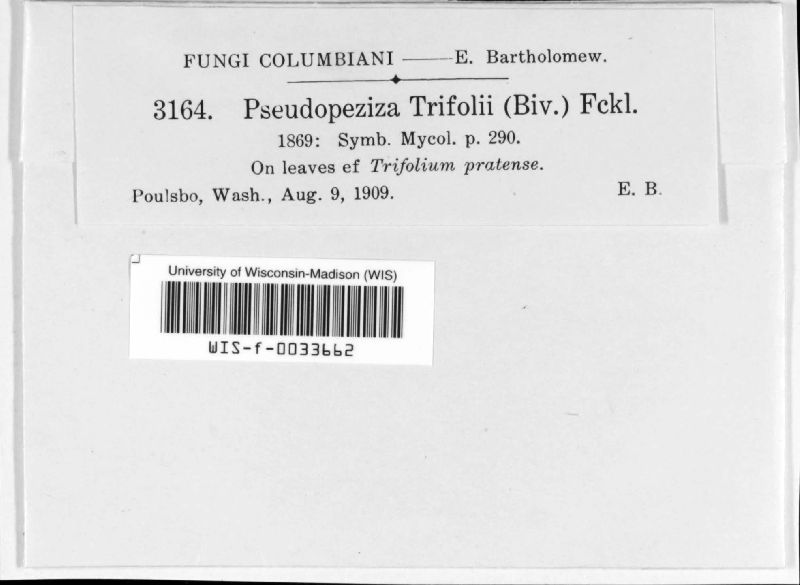 FUNGI COLUMBIANI ——— E. Bartholomew.
3164. Pseudopeziza Trifolii (Biv.) Fckl.
1869: Symb. Mycol. p. 290.
On leaves ef Trifolium pratense.
Poulsbo, Wash., Aug. 9, 1909. E. B.
University of Wisconsin-Madison (WIS)
WIS-f-0033662